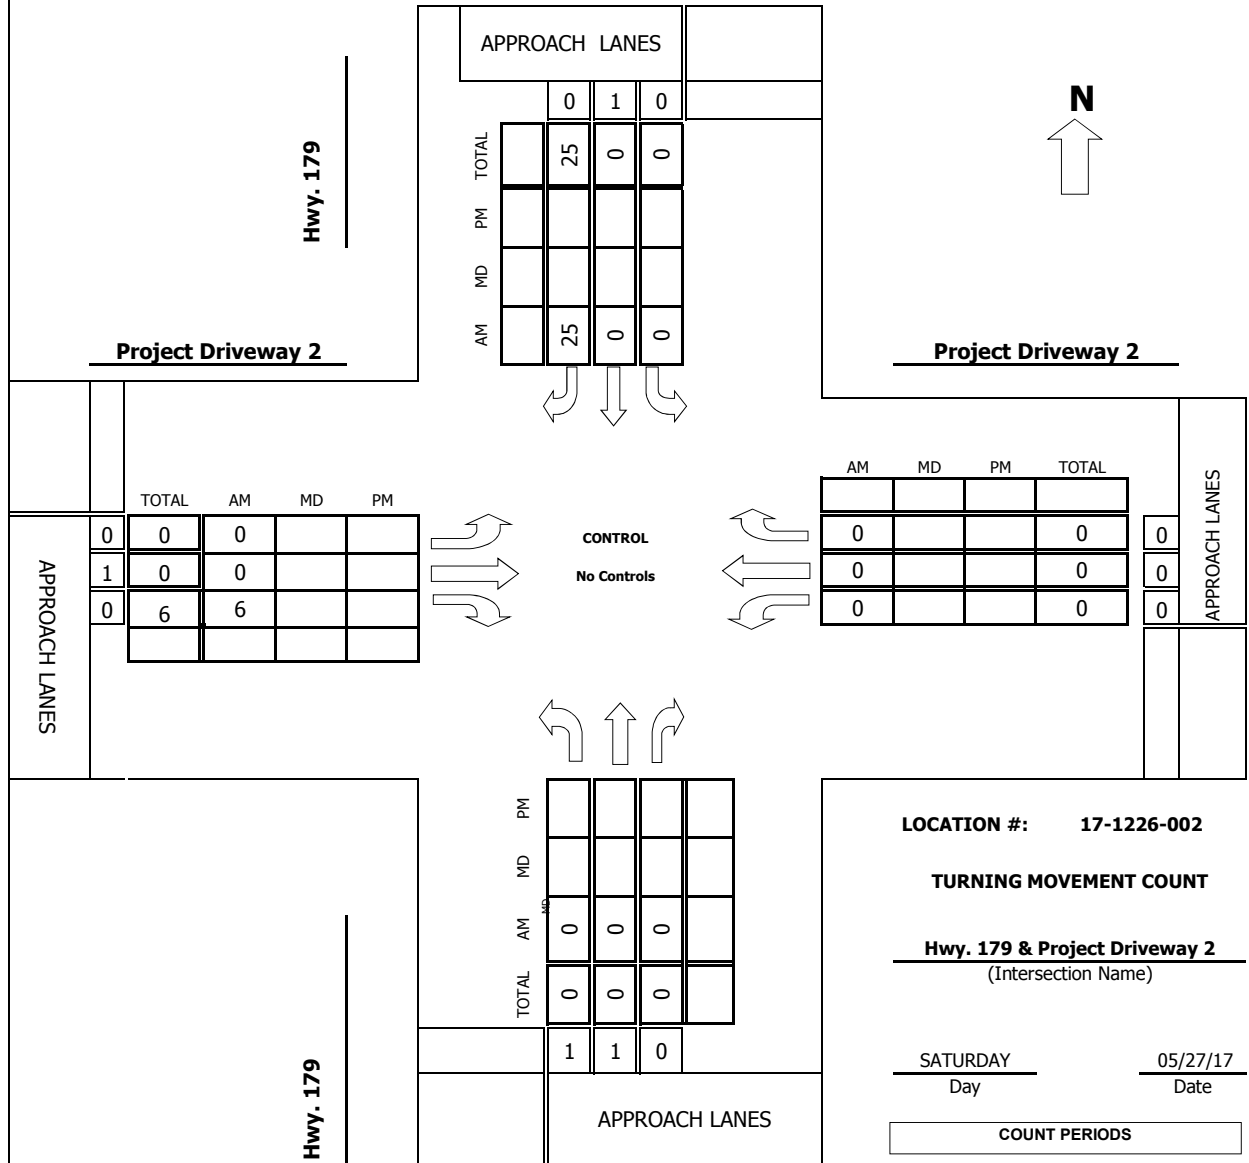 APPROACH LANES
0 1 0
N
Hwy. 179
TOTAL 25 0 0
PM
MD
AM 25 0 0
Project Driveway 2
Project Driveway 2
AM MD PM TOTAL
TOTAL AM MD PM
0 0 0
1 0 0
0 6 6
APPROACH LANES
CONTROL
No Controls
0 0 0
0 0 0
0 0 0
APPROACH LANES
PM
MD
MD
AM 0 0 0
TOTAL 0 0 0
1 1 0
APPROACH LANES
Hwy. 179
LOCATION #: 17-1226-002
TURNING MOVEMENT COUNT
Hwy. 179 & Project Driveway 2
(Intersection Name)
SATURDAY 05/27/17
Day Date
COUNT PERIODS